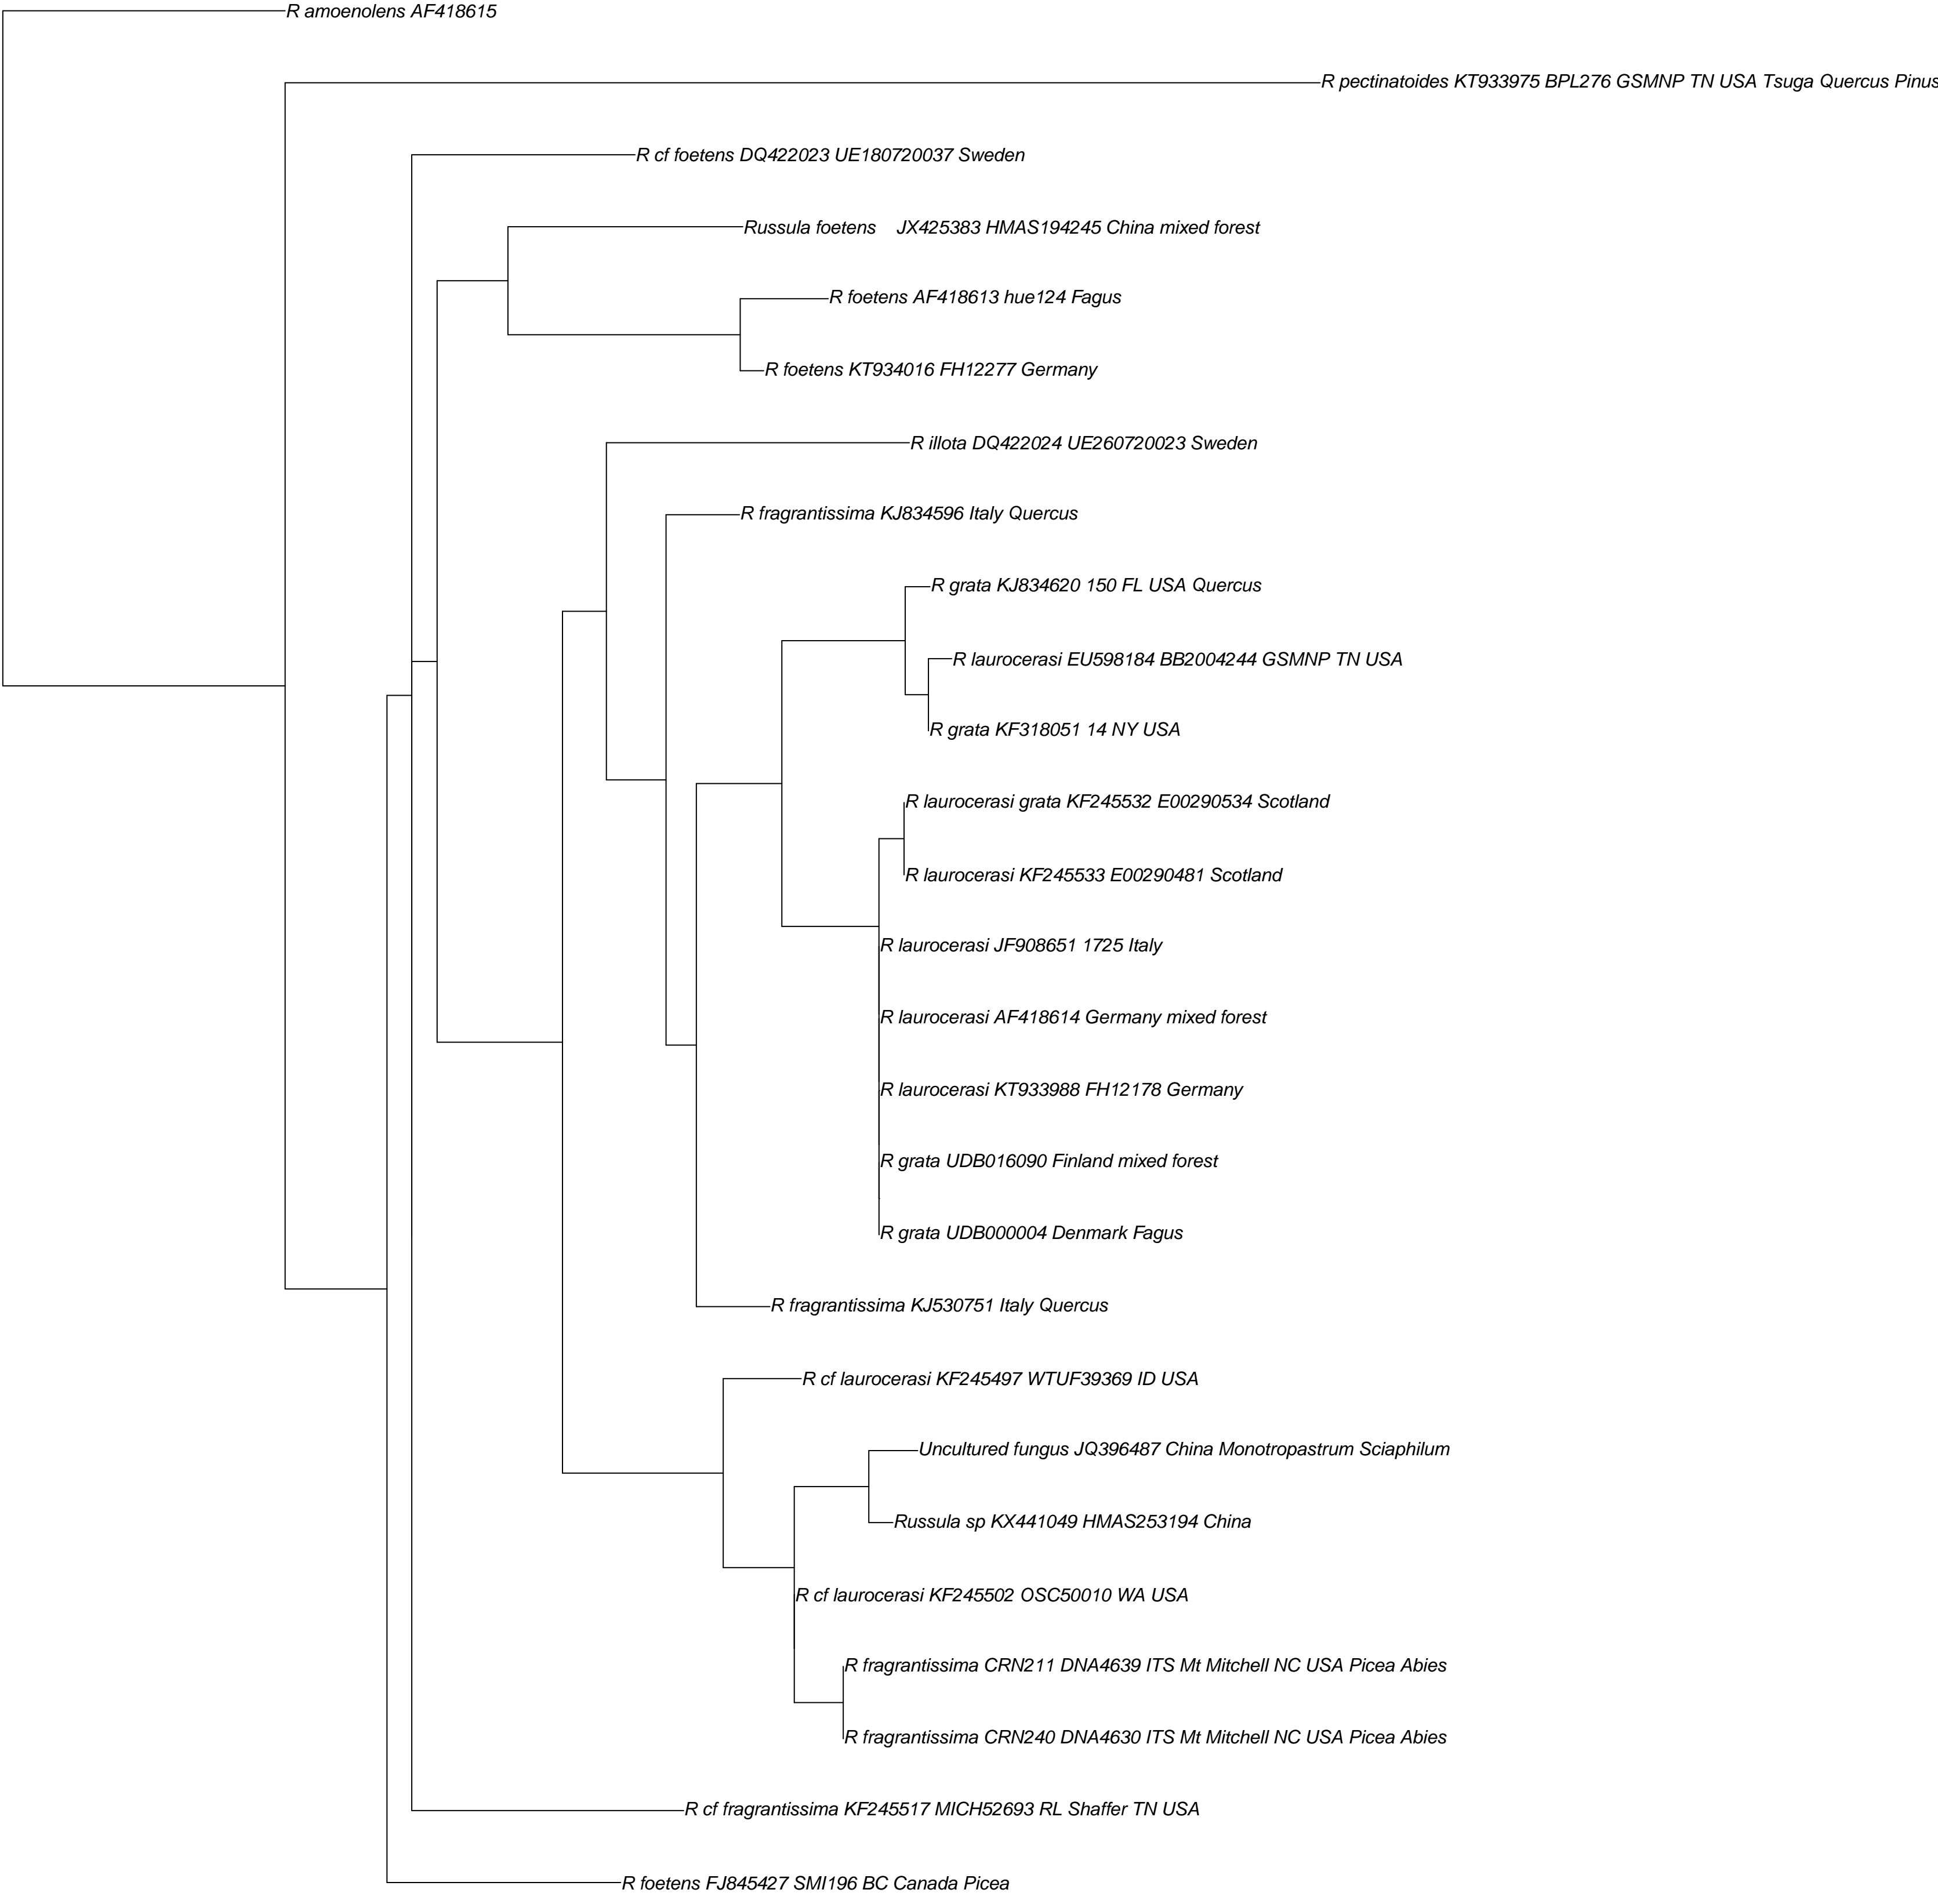 R amoenolens AF418615
R pectinatoides KT933975 BPL276 GSMNP TN USA Tsuga Quercus Pinus
R cf foetens DQ422023 UE180720037 Sweden
Russula foetens JX425383 HMAS194245 China mixed forest
R foetens AF418613 hue124 Fagus
R foetens KT934016 FH12277 Germany
R illota DQ422024 UE260720023 Sweden
R fragrantissima KJ834596 Italy Quercus
R grata KJ834620 150 FL USA Quercus
R laurocerasi EU598184 BB2004244 GSMNP TN USA
R grata KF318051 14 NY USA
R laurocerasi grata KF245532 E00290534 Scotland
R laurocerasi KF245533 E00290481 Scotland
R laurocerasi JF908651 1725 Italy
R laurocerasi AF418614 Germany mixed forest
R laurocerasi KT933988 FH12178 Germany
R grata UDB016090 Finland mixed forest
R grata UDB000004 Denmark Fagus
R fragrantissima KJ530751 Italy Quercus
R cf laurocerasi KF245497 WTUF39369 ID USA
Uncultured fungus JQ396487 China Monotropastrum Sciaphilum
Russula sp KX441049 HMAS253194 China
R cf laurocerasi KF245502 OSC50010 WA USA
R fragrantissima CRN211 DNA4639 ITS Mt Mitchell NC USA Picea Abies
R fragrantissima CRN240 DNA4630 ITS Mt Mitchell NC USA Picea Abies
R cf fragrantissima KF245517 MICH52693 RL Shaffer TN USA
R foetens FJ845427 SMI196 BC Canada Picea